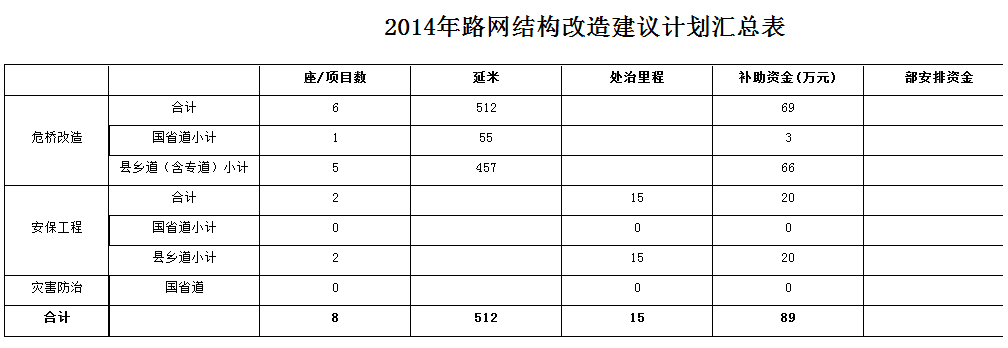 2014年路网结构改造建议计划汇总表
座/项目数 延米 处治里程 补助资金(万元) 部安排资金
危桥改造 合计 6 512 69
国省道小计 1 55 3
县乡道（含专道）小计 5 457 66
安保工程 合计 2 15 20
国省道小计 0 0 0
县乡道小计 2 15 20
灾害防治 国省道 0 0 0
合计 8 512 15 89